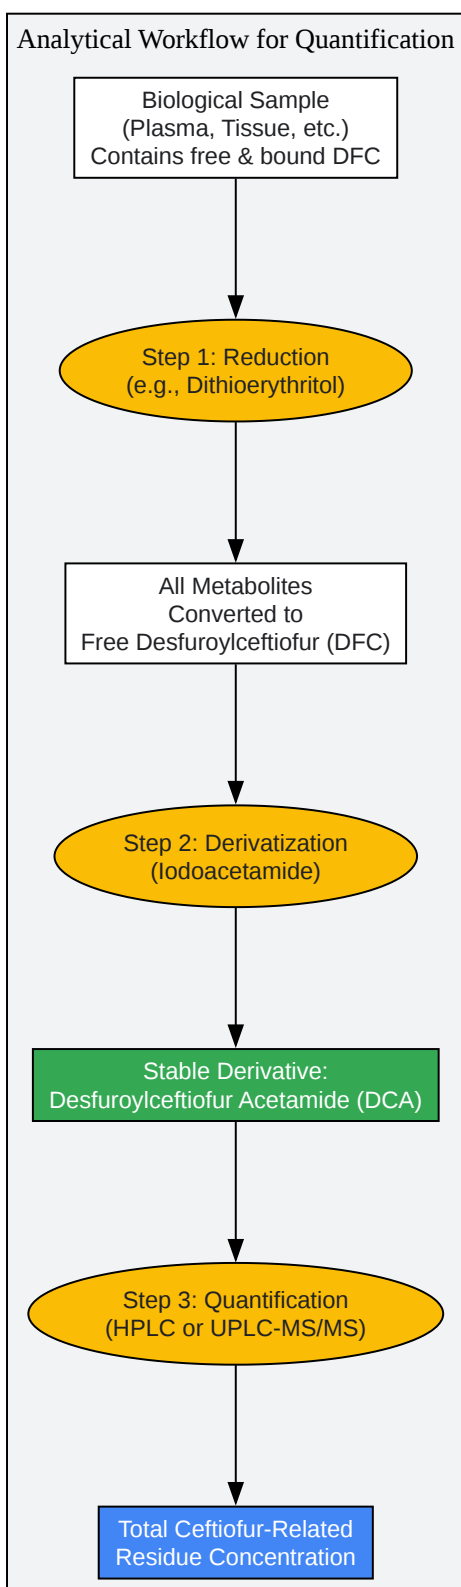 Analytical Workflow for Quantification
Biological Sample
(Plasma, Tissue, etc.)
Contains free & bound DFC
Step 1: Reduction
(e.g., Dithioerythritol)
All Metabolites
Converted to
Free Desfuroylceftiofur (DFC)
Step 2: Derivatization
(Iodoacetamide)
Stable Derivative:
Desfuroylceftiofur Acetamide (DCA)
Step 3: Quantification
(HPLC or UPLC-MS/MS)
Total Ceftiofur-Related
Residue Concentration